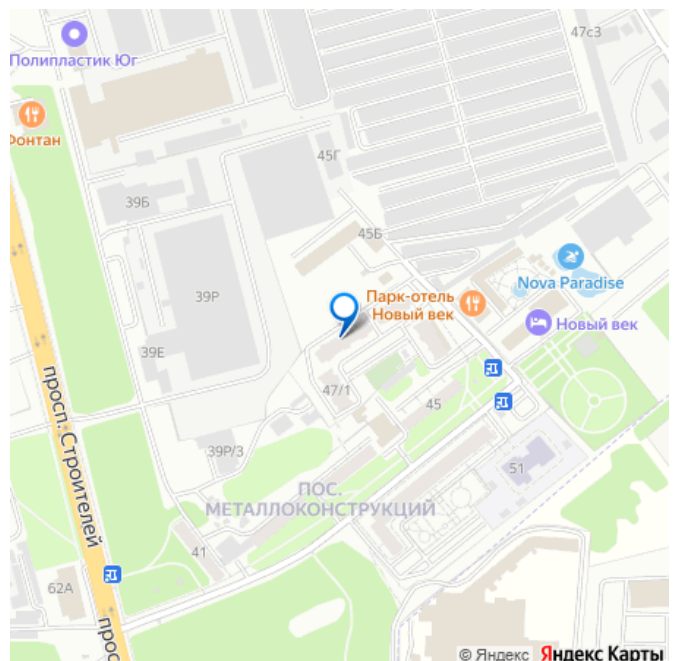 47с3
Полипластик Юг
Фонтан
45Г
39Б
45Б
Nova Paradise
39Р
Парк-отель
Новый век
Новый век
39Е
47/1
45
просп. Строителей
39Р/3
51
ПОС.
МЕТАЛЛОКОНСТРУКЦИЙ
41
62А
прос
© Яндекс Яндекс Карты